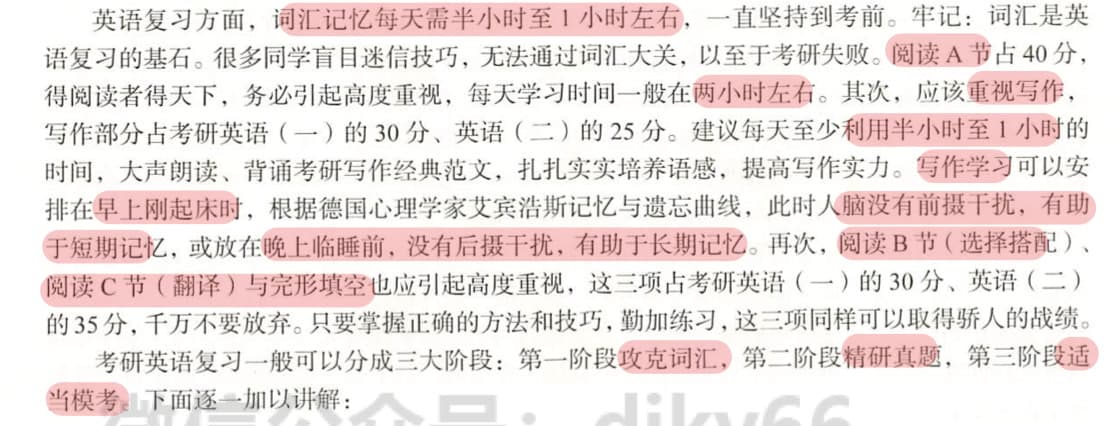 英语复习方面，词汇记忆每天需半小时至 1 小时左右，一直坚持到考前。牢记：词汇是英
语复习的基石。很多同学盲目迷信技巧，无法通过词汇大关，以至于考研失败。阅读 A 节占 40 分，
得阅读者得天下，务必引起高度重视，每天学习时间一般在两小时左右。其次，应该重视写作，
写作部分占考研英语（一）的 30 分、英语（二）的 25 分。建议每天至少利用半小时至 1 小时的
时间，大声朗读、背诵考研写作经典范文，扎扎实实培养语感，提高写作实力。写作学习可以安
排在早上刚起床时，根据德国心理学家艾宾浩斯记忆与遗忘曲线，此时人脑没有前摄干扰，有助
于短期记忆，或放在晚上临睡前，没有后摄干扰，有助于长期记忆。再次，阅读 B 节（选择搭配）、
阅读 C 节（翻译）与完形填空也应引起高度重视，这三项占考研英语（一）的 30 分、英语（二）
的 35 分，千万不要放弃。只要掌握正确的方法和技巧，勤加练习，这三项同样可以取得骄人的战绩。
考研英语复习一般可以分成三大阶段：第一阶段攻克词汇，第二阶段精研真题，第三阶段适
当模考。下面逐一加以讲解：
微信公众号：djky66